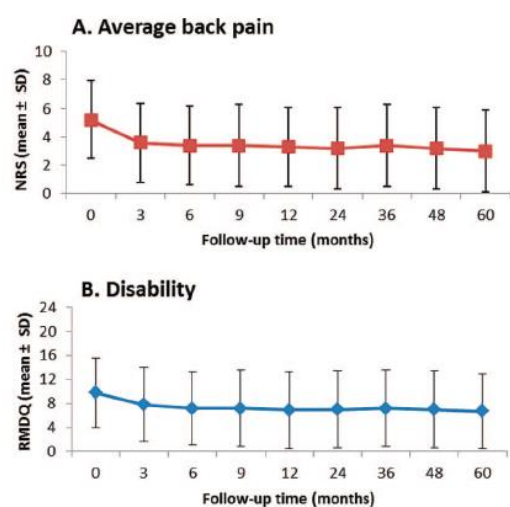 A. Average back pain
NRS (mean ± SD)
10
8
6
4
2
0
0 3 6 9 12 24 36 48 60
Follow-up time (months)
B. Disability
RMDQ (mean ± SD)
24
20
16
12
8
4
0
0 3 6 9 12 24 36 48 60
Follow-up time (months)